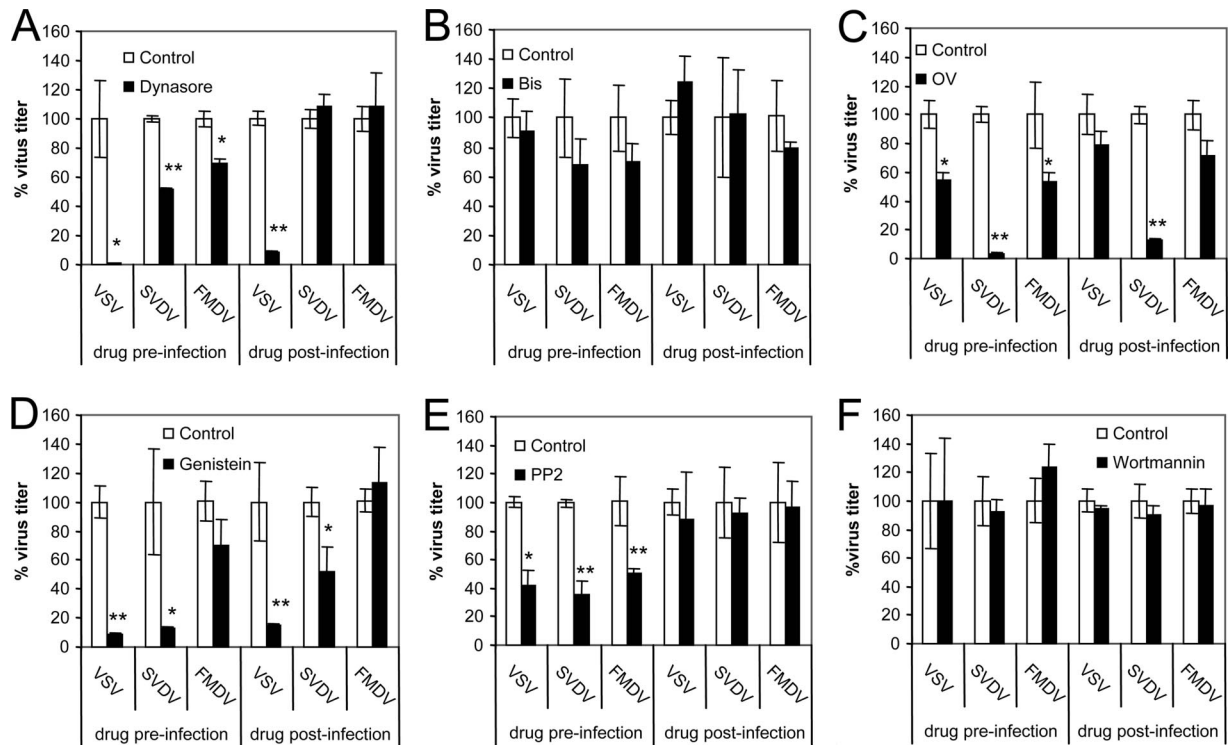 A
% vitus titer
160
140
120
100
80
60
40
20
0
Control
Dynasore
*
**
*
**
VSV
SVDV
FMDV
VSV
SVDV
FMDV
drug pre-infection
drug post-infection
B
% virus titer
160
140
120
100
80
60
40
20
0
Control
Bis
VSV
SVDV
FMDV
VSV
SVDV
FMDV
drug pre-infection
drug post-infection
C
% virus titer
160
140
120
100
80
60
40
20
0
Control
OV
*
**
*
**
VSV
SVDV
FMDV
VSV
SVDV
FMDV
drug pre-infection
drug post-infection
D
% virus titer
160
140
120
100
80
60
40
20
0
Control
Genistein
**
*
**
*
VSV
SVDV
FMDV
VSV
SVDV
FMDV
drug pre-infection
drug post-infection
E
% virus titer
160
140
120
100
80
60
40
20
0
Control
PP2
*
**
**
VSV
SVDV
FMDV
VSV
SVDV
FMDV
drug pre-infection
drug post-infection
F
%virus titer
160
140
120
100
80
60
40
20
0
Control
Wortmannin
VSV
SVDV
FMDV
VSV
SVDV
FMDV
drug pre-infection
drug post-infection